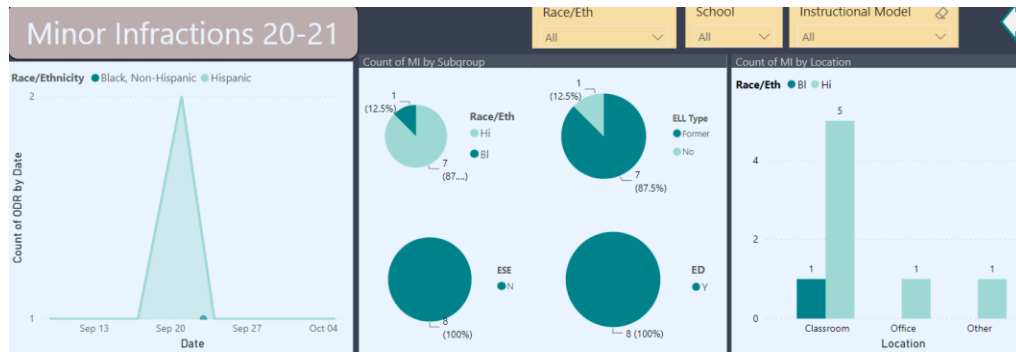 Minor Infractions 20-21
Race/Eth
All
School
All
Instructional Model
All
Race/Ethnicity Black, Non-Hispanic Hispanic
Count of ODR by Date
2
1
Sep 13 Sep 20 Sep 27 Oct 04
Date
Count of MI by Subgroup
1
(12.5%)
7
(87....)
Race/Eth
Hi
Bl
1
(12.5%)
7
(87.5%)
ELL Type
Former
No
8
(100%)
ESE
N
8 (100%)
ED
Y
Count of MI by Location
Race/Eth Bl Hi
4
2
0
1 5 1 1
Classroom Office Other
Location